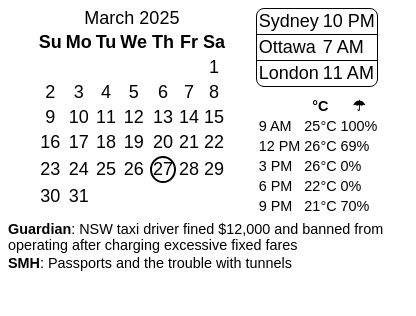 March 2025
Su Mo Tu We Th Fr Sa
1
2 3 4 5 6 7 8
9 10 11 12 13 14 15
16 17 18 19 20 21 22
23 24 25 26 27 28 29
30 31
Sydney 10 PM
Ottawa 7 AM
London 11 AM
°C ☂
9 AM 25°C 100%
12 PM 26°C 69%
3 PM 26°C 0%
6 PM 22°C 0%
9 PM 21°C 70%
Guardian: NSW taxi driver fined $12,000 and banned from
operating after charging excessive fixed fares
SMH: Passports and the trouble with tunnels